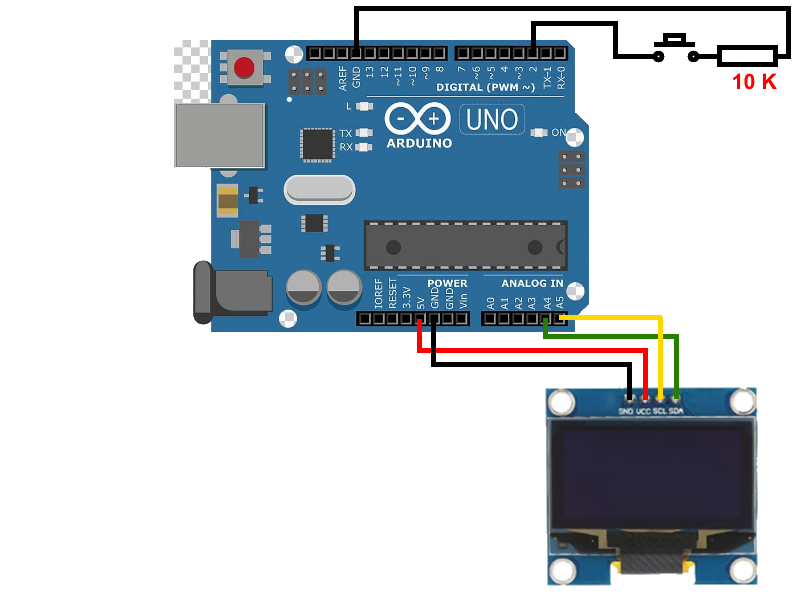 10 K
AREF
GND
13
12
~11
~10
~9
8
7
~6
~5
4
~3
2
TX-1
RX-0
DIGITAL (PWM ~)
L
TX
RX
ARDUINO
UNO
ON
POWER
ANALOG IN
IOREF
RESET
3.3V
5V
GND
GND
Vin
A0
A1
A2
A3
A4
A5
GND VCC SCL SDA